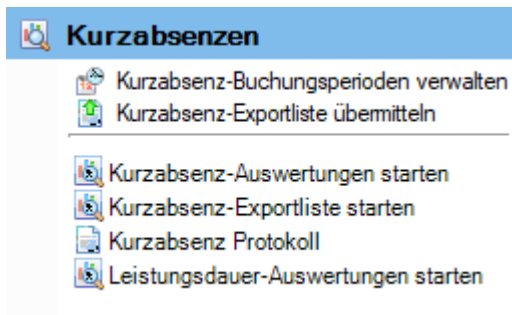 Kurzabsenzen
Kurzabsenz-Buchungsperioden verwalten
Kurzabsenz-Exportliste übermitteln
Kurzabsenz-Auswertungen starten
Kurzabsenz-Exportliste starten
Kurzabsenz Protokoll
Leistungsdauer-Auswertungen starten